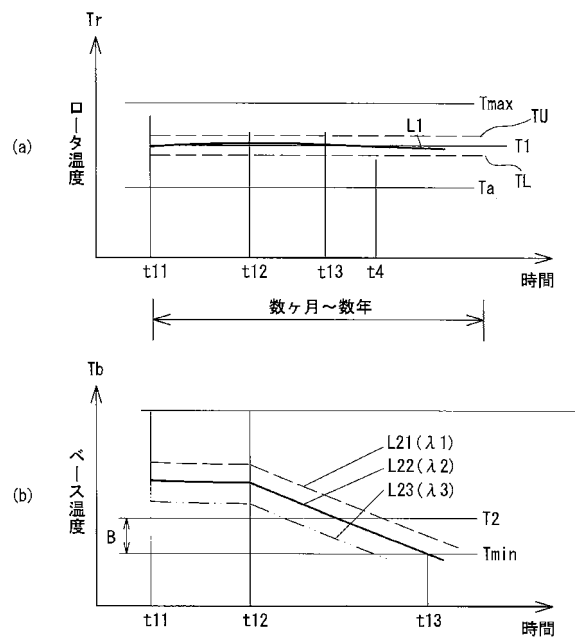 Tr
ロータ温度
(a)
Tmax
TU
L1
T1
TL
Ta
t11
t12
t13
t4
時間
数ヶ月～数年
Tb
ベース温度
(b)
L21(λ1)
L22(λ2)
L23(λ3)
T2
B
Tmin
t11
t12
t13
時間